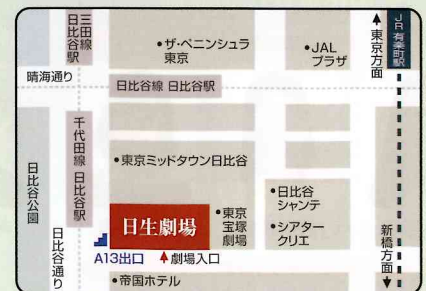 三田線
日比谷駅
•ザ・ペニンシュラ
東京
•JAL
プラザ
東京方面
JR有楽町駅
晴海通り
日比谷線 日比谷駅
千代田線 日比谷駅
日比谷公園
•東京ミッドタウン日比谷
日生劇場
•東京
宝塚
劇場
•日比谷
シャンテ
•シアター
クリエ
日比谷通り
A13出口
劇場入口
新橋方面
•帝国ホテル